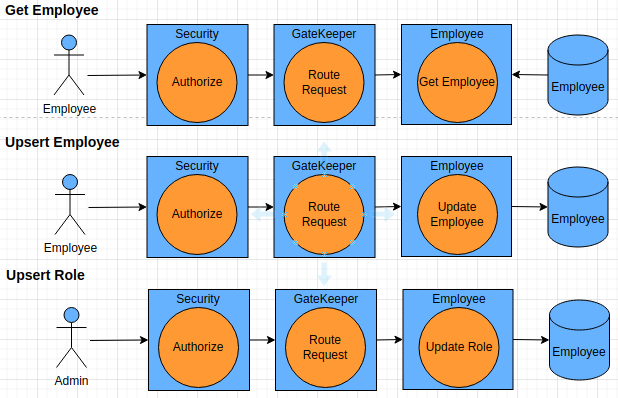 Get Employee
Security
GateKeeper
Employee
Authorize
Route
Request
Get Employee
Employee
Employee
Upsert Employee
Security
GateKeeper
Employee
Authorize
Route
Request
Update
Employee
Employee
Employee
Upsert Role
Security
GateKeeper
Employee
Authorize
Route
Request
Update Role
Employee
Admin